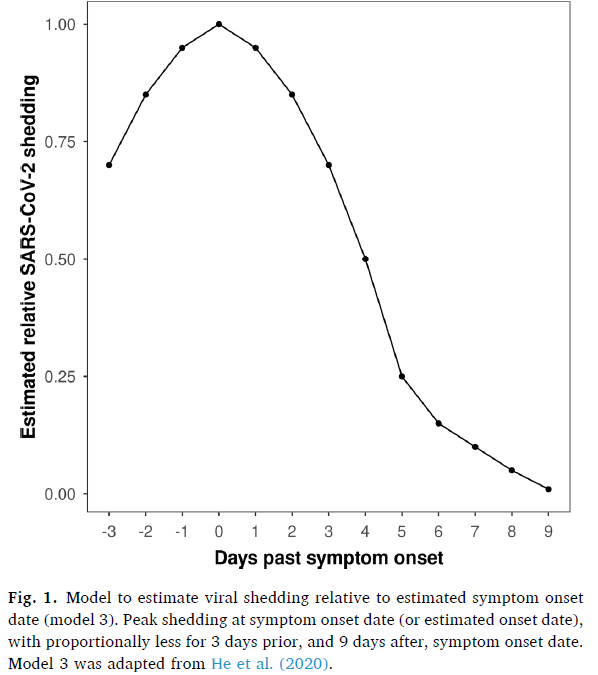 1.00
0.75
0.50
0.25
0.00
Estimated relative SARS-CoV-2 shedding
-3 -2 -1 0 1 2 3 4 5 6 7 8 9
Days past symptom onset
Fig. 1. Model to estimate viral shedding relative to estimated symptom onset
date (model 3). Peak shedding at symptom onset date (or estimated onset date),
with proportionally less for 3 days prior, and 9 days after, symptom onset date.
Model 3 was adapted from He et al. (2020).